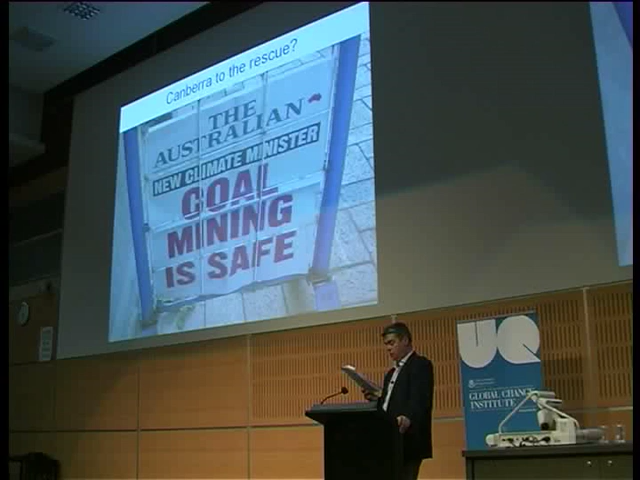 Canberra to the rescue?
THE
AUSTRALIAN
NEW CLIMATE MINISTER
COAL
MINING
IS SAFE
UQ
GLOBAL CHANGE
INSTITUTE